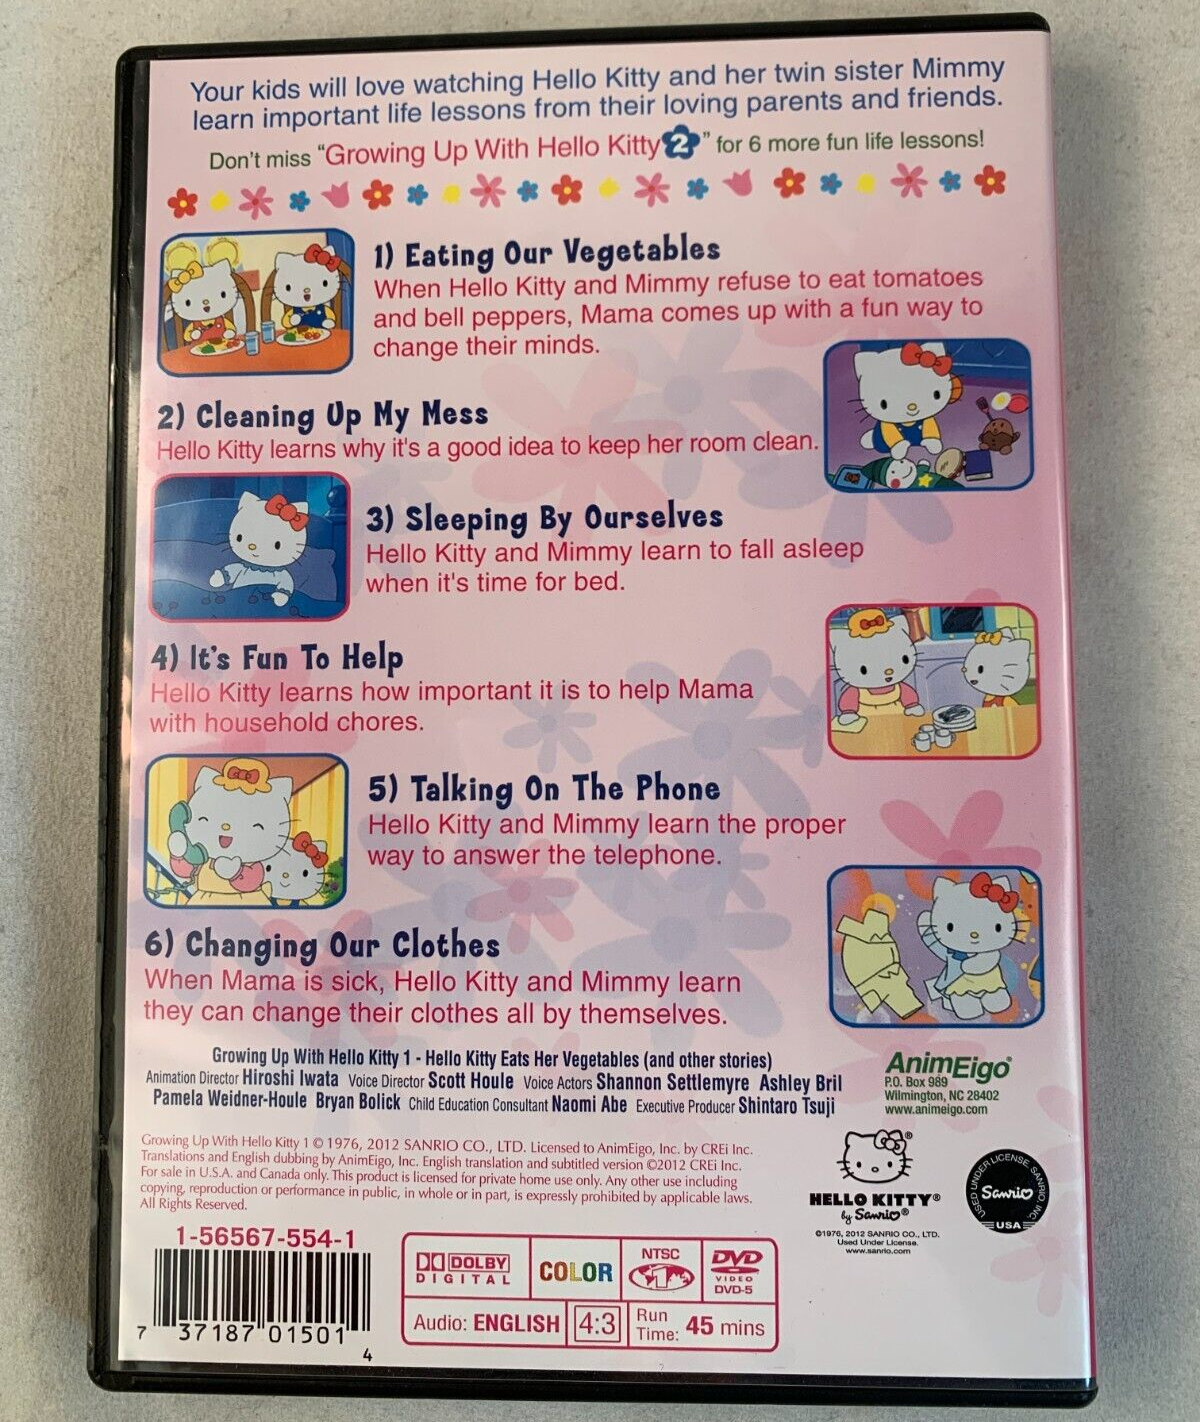 Your kids will love watching Hello Kitty and her twin sister Mimmy
learn important life lessons from their loving parents and friends.
Don't miss "Growing Up With Hello Kitty 2" for 6 more fun life lessons!
1) Eating Our Vegetables
When Hello Kitty and Mimmy refuse to eat tomatoes
and bell peppers, Mama comes up with a fun way to
change their minds.
2) Cleaning Up My Mess
Hello Kitty learns why it's a good idea to keep her room clean.
3) Sleeping By Ourselves
Hello Kitty and Mimmy learn to fall asleep
when it's time for bed.
4) It's Fun To Help
Hello Kitty learns how important it is to help Mama
with household chores.
5) Talking On The Phone
Hello Kitty and Mimmy learn the proper
way to answer the telephone.
6) Changing Our Clothes
When Mama is sick, Hello Kitty and Mimmy learn
they can change their clothes all by themselves.
Growing Up With Hello Kitty 1 - Hello Kitty Eats Her Vegetables (and other stories)
Animation Director Hiroshi Iwata Voice Director Scott Houle Voice Actors Shannon Settlemyre Ashley Bril
Pamela Weidner-Houle Bryan Bolick Child Education Consultant Naomi Abe Executive Producer Shintaro Tsuji
AnimEigo®
P.O. Box 989
Wilmington, NC 28402
www.animeigo.com
Growing Up With Hello Kitty 1 © 1976, 2012 SANRIO CO., LTD. Licensed to AnimEigo, Inc. by CREi Inc.
Translations and English dubbing by AnimEigo, Inc. English translation and subtitled version ©2012 CREi Inc.
For sale in U.S.A. and Canada only. This product is licensed for private home use only. Any other use including
copying, reproduction or performance in public, in whole or in part, is expressly prohibited by applicable laws.
All Rights Reserved.
®
HELLO KITTY®
by Sanrio®
©1976, 2012 SANRIO CO., LTD.
Used Under License.
www.sanrio.com
USED UNDER LICENSE, SANRIO, INC.
Sanrio
USA
1-56567-554-1
7 37187 01501 4
DOLBY
DIGITAL
COLOR
NTSC
1
DVD
VIDEO
DVD-5
Audio: ENGLISH
4:3
Run
Time: 45 mins